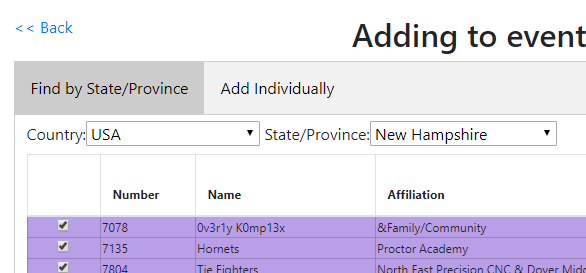 << Back
Adding to event
Find by State/Province Add Individually
Country: USA State/Province: New Hampshire
Number Name Affiliation
7078 0v3r1y K0mp13x &Family/Community
7135 Hornets Proctor Academy
7804 Tie Fighters North East Precision CNC & Dover